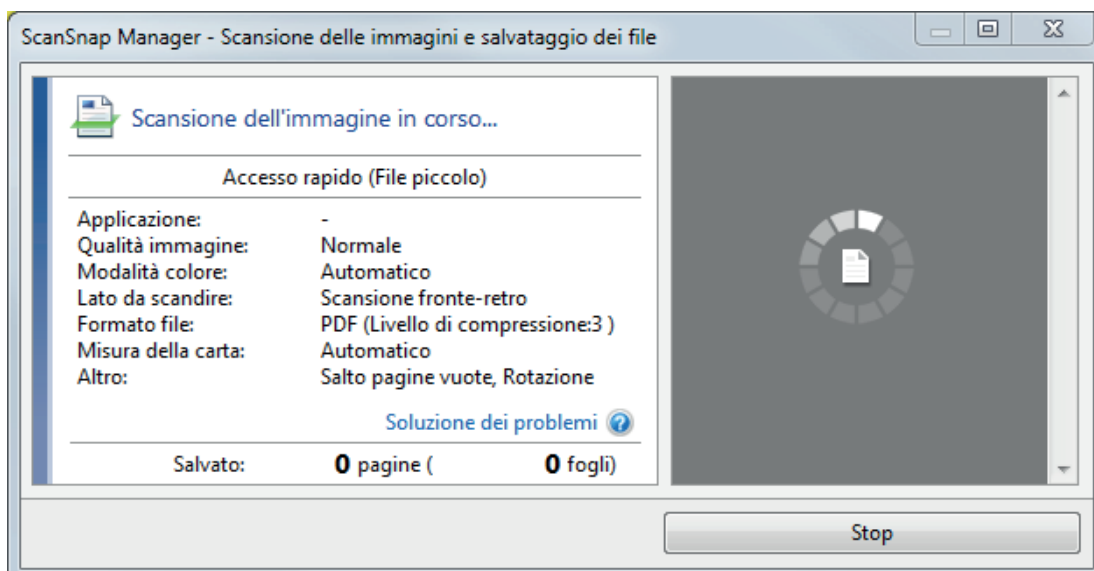 ScanSnap Manager - Scansione delle immagini e salvataggio dei file
Scansione dell'immagine in corso...
Accesso rapido (File piccolo)
Applicazione: -
Qualità immagine: Normale
Modalità colore: Automatico
Lato da scandire: Scansione fronte-retro
Formato file: PDF (Livello di compressione:3 )
Misura della carta: Automatico
Altro: Salto pagine vuote, Rotazione
Soluzione dei problemi ?
Salvato: 0 pagine ( 0 fogli)
Stop